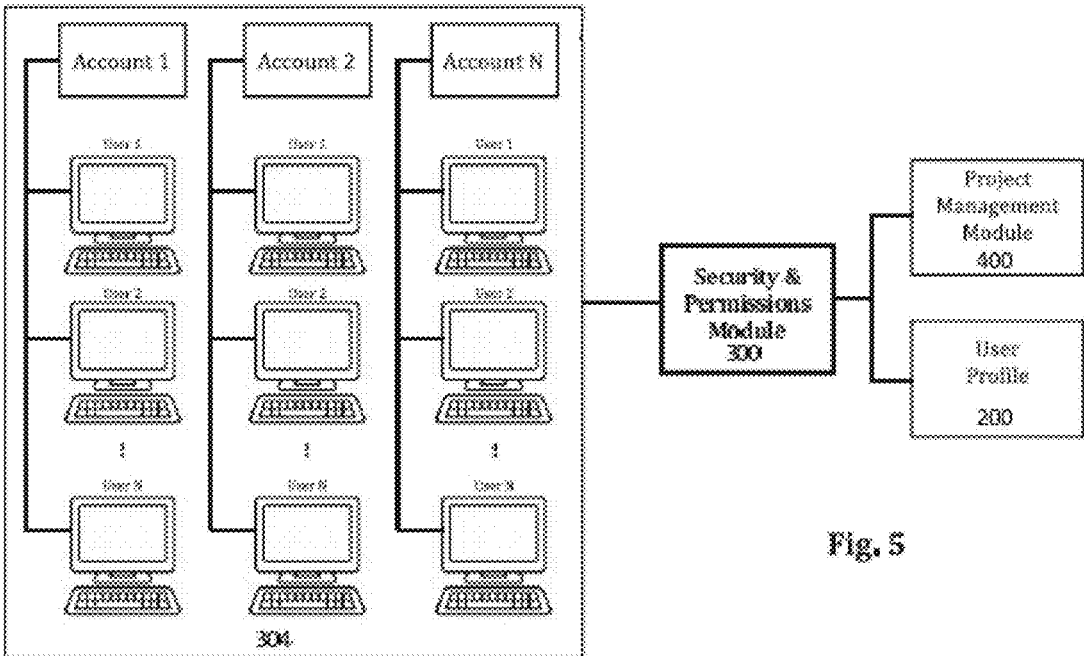 Account 1
Account 2
Account N
User 1
User 1
User 1
User 2
User 2
User 2
User N
User N
User N
304
Security &
Permissions
Module
300
Project
Management
Module
400
User
Profile
200
Fig. 5